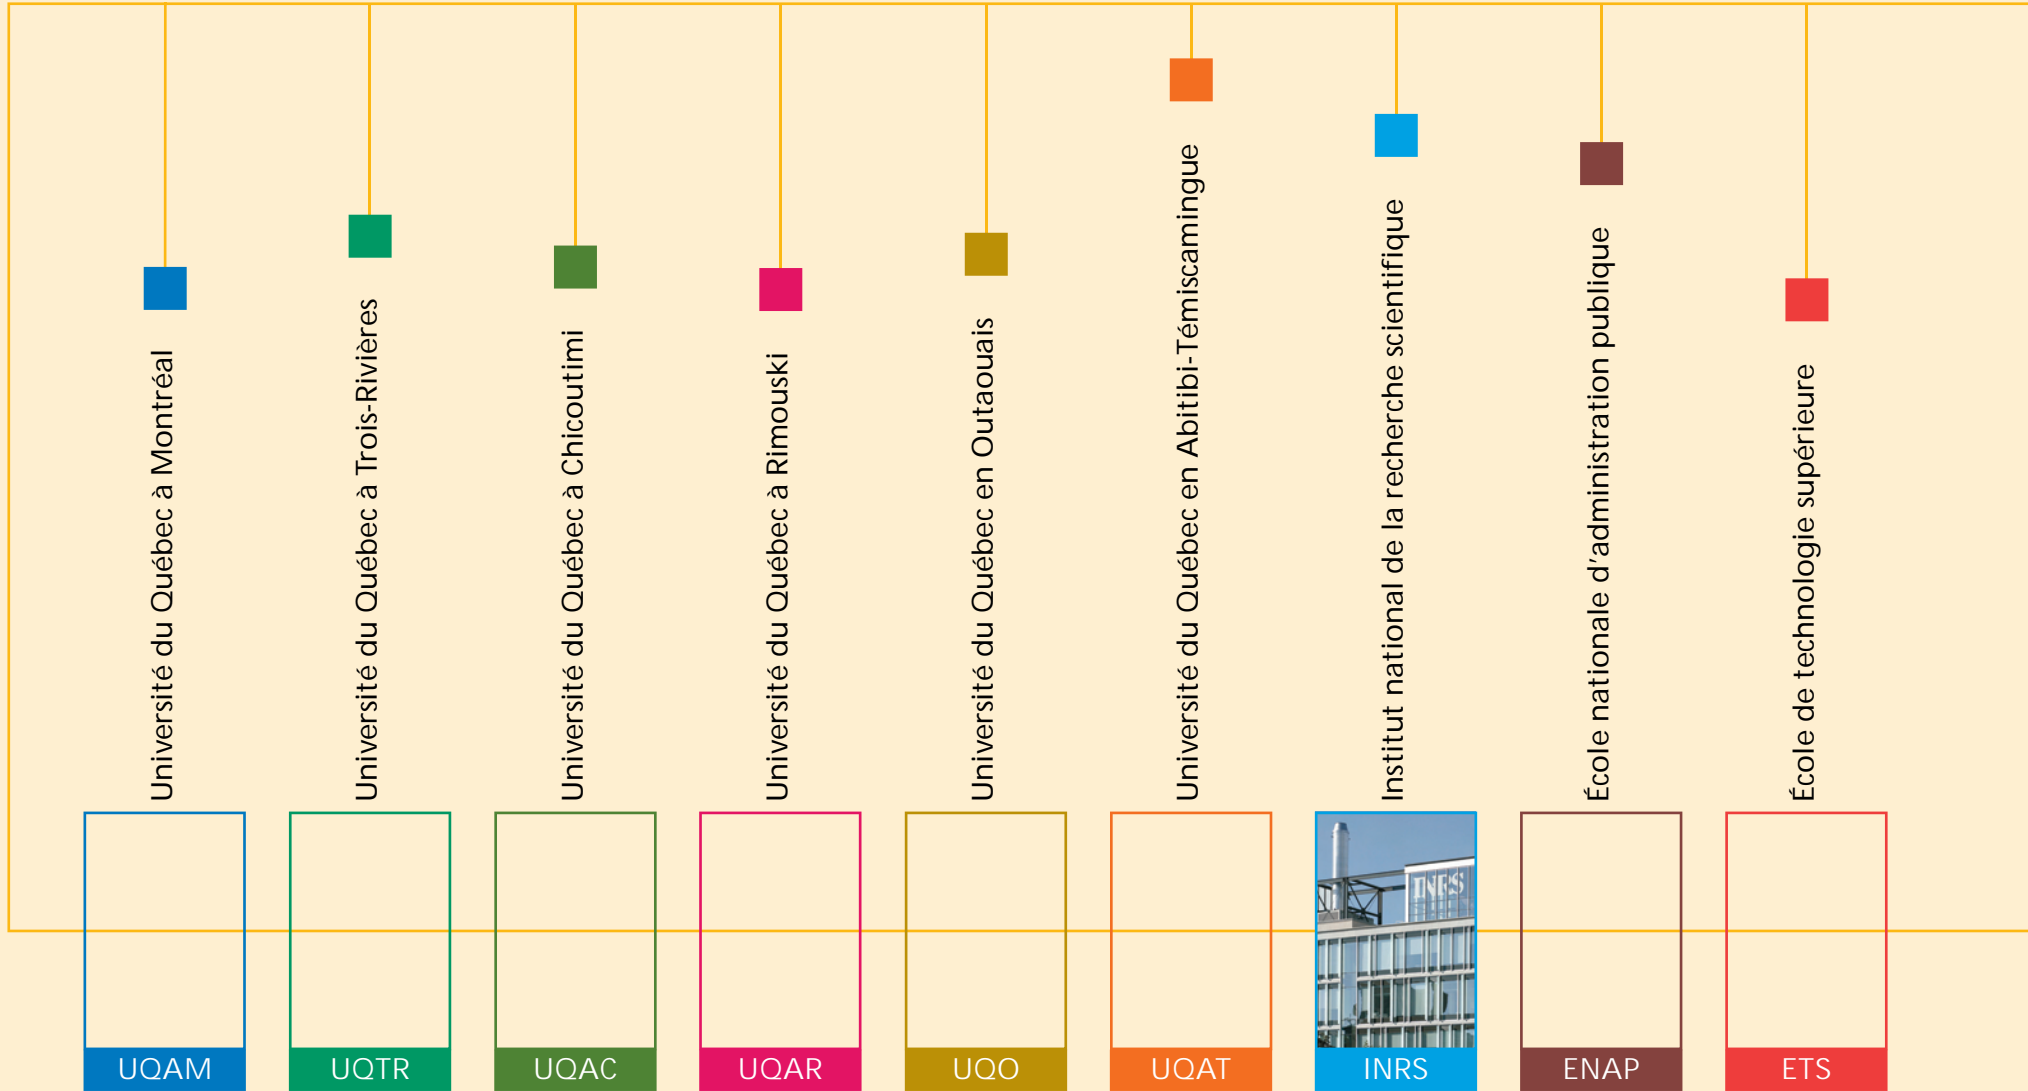 Université du Québec à Montréal
Université du Québec à Trois-Rivières
Université du Québec à Chicoutimi
Université du Québec à Rimouski
Université du Québec en Outaouais
Université du Québec en Abitibi-Témiscamingue
Institut national de la recherche scientifique
École nationale d'administration publique
École de technologie supérieure
INRS
UQAM
UQTR
UQAC
UQAR
UQO
UQAT
INRS
ENAP
ETS